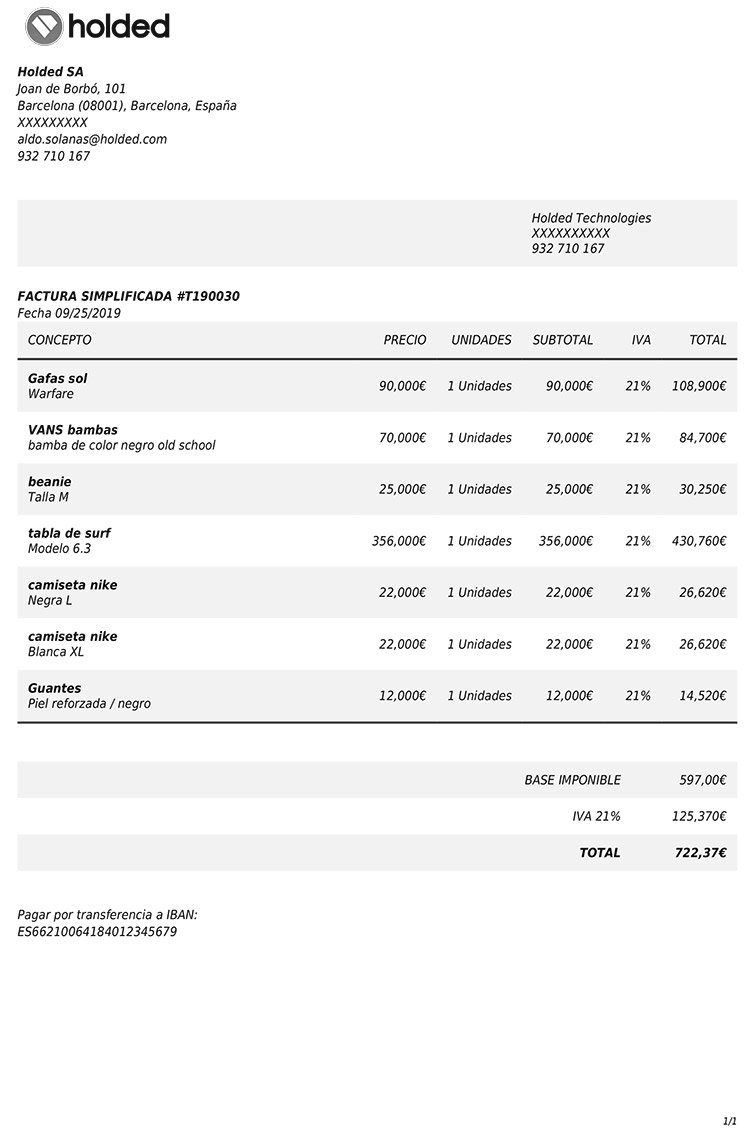 holded
Holded SA
Joan de Borbó, 101
Barcelona (08001), Barcelona, España
XXXXXXXXX
aldo.solanas@holded.com
932 710 167
Holded Technologies
XXXXXXXXXX
932 710 167
FACTURA SIMPLIFICADA #T190030
Fecha 09/25/2019
CONCEPTO PRECIO UNIDADES SUBTOTAL IVA TOTAL
Gafas sol
Warfare
90,000€ 1 Unidades 90,000€ 21% 108,900€
VANS bambas
bamba de color negro old school
70,000€ 1 Unidades 70,000€ 21% 84,700€
beanie
Talla M
25,000€ 1 Unidades 25,000€ 21% 30,250€
tabla de surf
Modelo 6.3
356,000€ 1 Unidades 356,000€ 21% 430,760€
camiseta nike
Negra L
22,000€ 1 Unidades 22,000€ 21% 26,620€
camiseta nike
Blanca XL
22,000€ 1 Unidades 22,000€ 21% 26,620€
Guantes
Piel reforzada / negro
12,000€ 1 Unidades 12,000€ 21% 14,520€
BASE IMPONIBLE 597,00€
IVA 21% 125,370€
TOTAL 722,37€
Pagar por transferencia a IBAN:
ES66210064184012345679
1/1